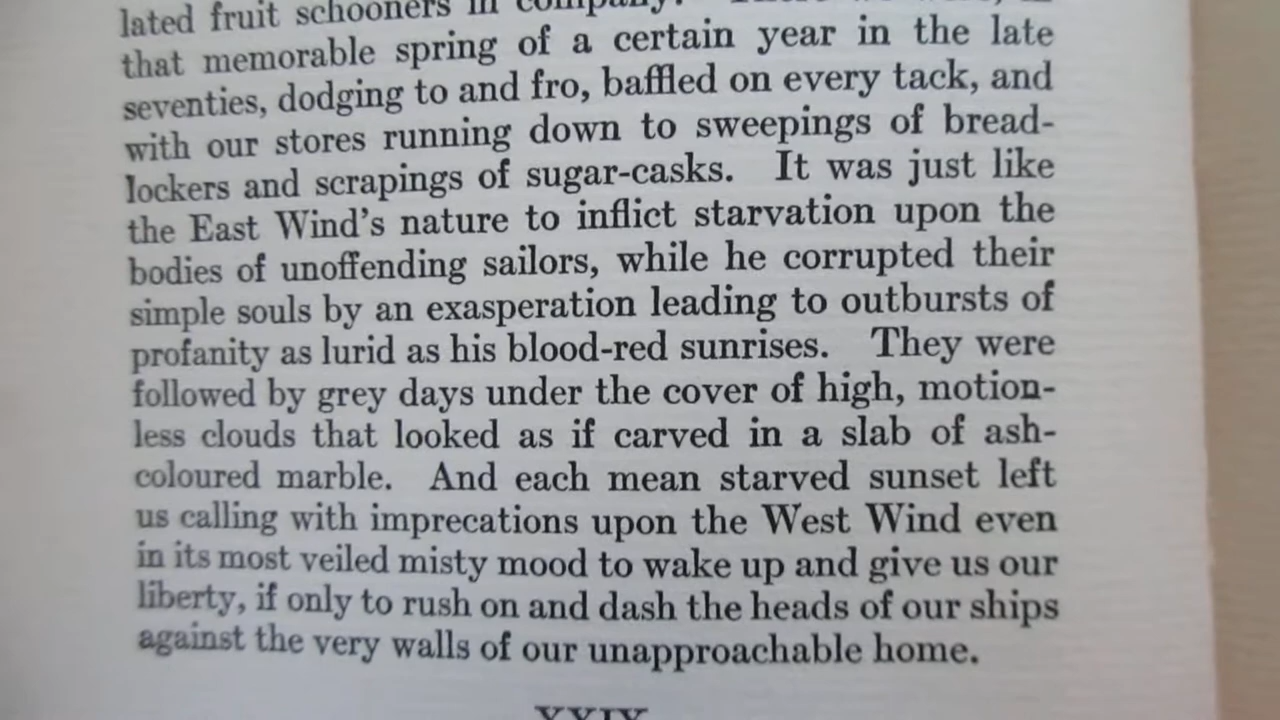 lated fruit schooners in company.
that memorable spring of a certain year in the late
seventies, dodging to and fro, baffled on every tack, and
with our stores running down to sweepings of bread-
lockers and scrapings of sugar-casks. It was just like
the East Wind's nature to inflict starvation upon the
bodies of unoffending sailors, while he corrupted their
simple souls by an exasperation leading to outbursts of
profanity as lurid as his blood-red sunrises. They were
followed by grey days under the cover of high, motion-
less clouds that looked as if carved in a slab of ash-
coloured marble. And each mean starved sunset left
us calling with imprecations upon the West Wind even
in its most veiled misty mood to wake up and give us our
liberty, if only to rush on and dash the heads of our ships
against the very walls of our unapproachable home.
XXIX